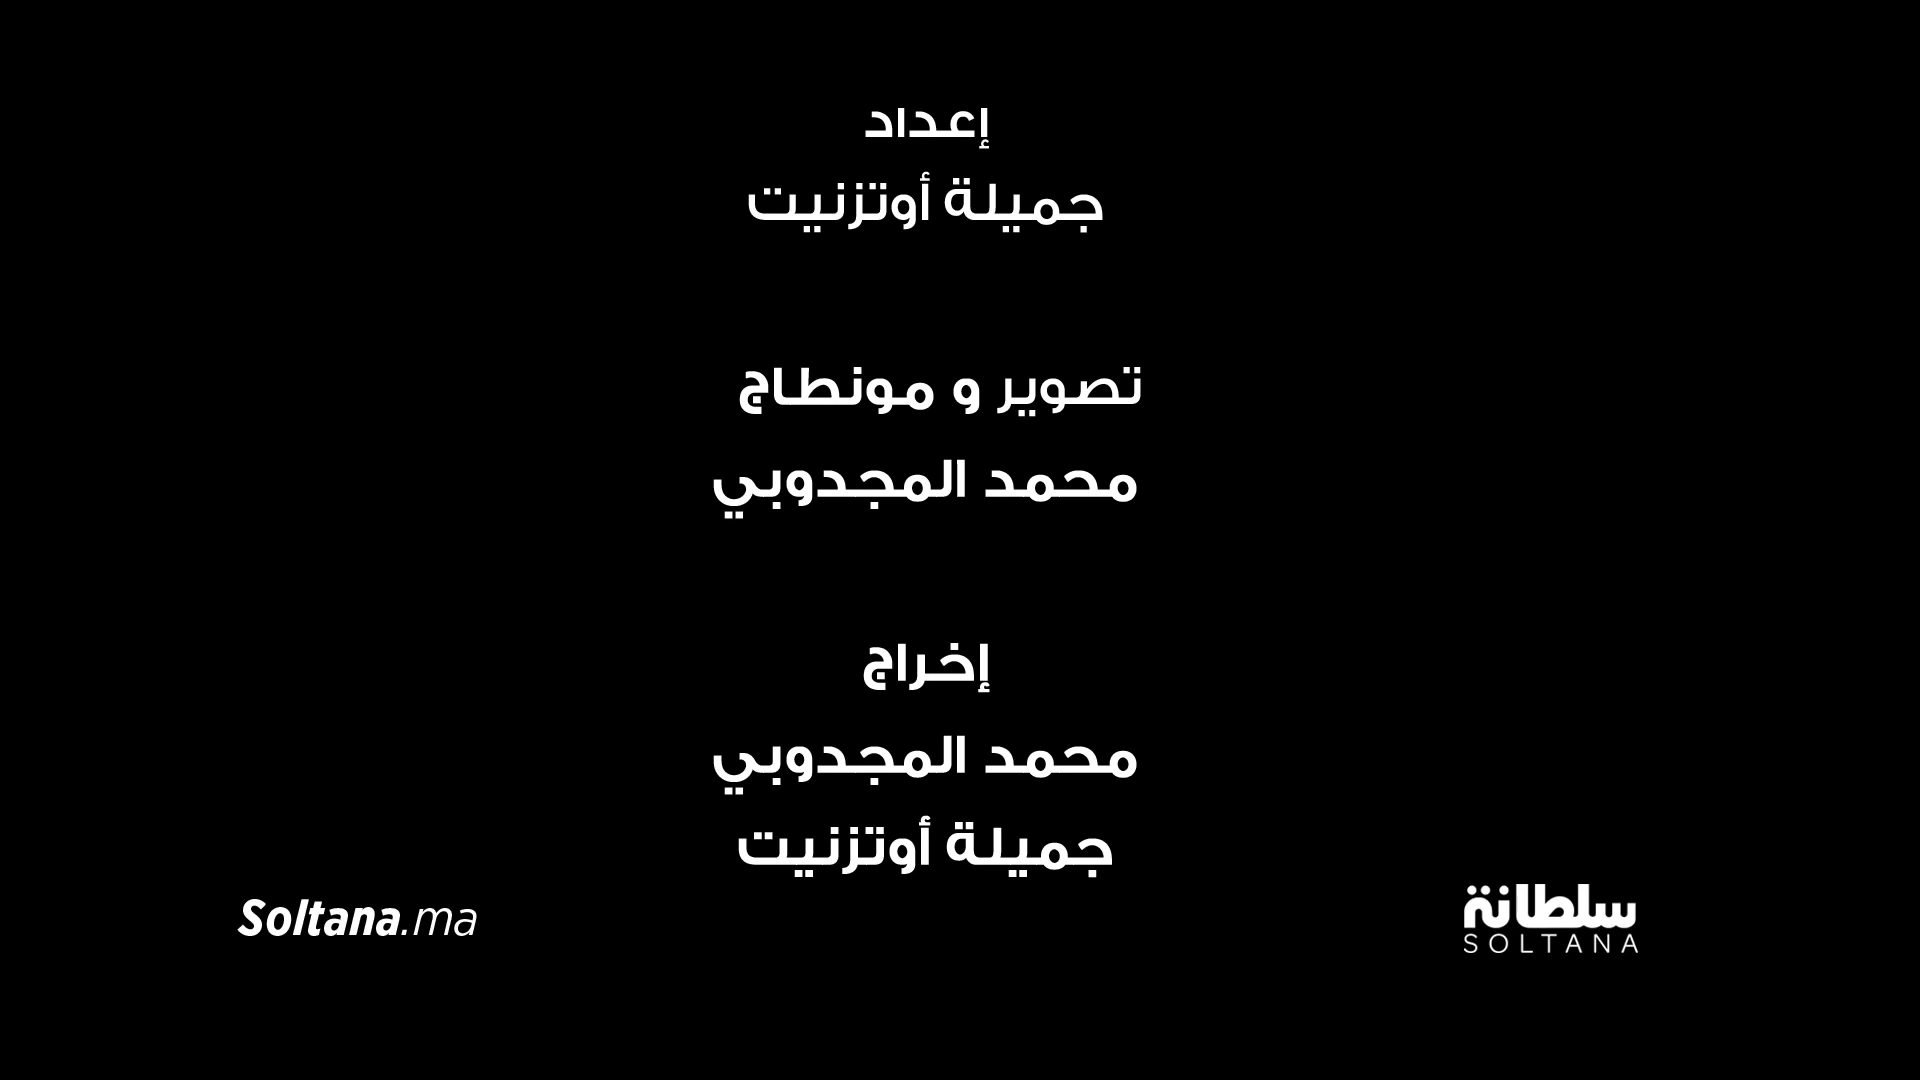 إعداد
جميلة أوتزنيت
تصوير و مونطاج
محمد المجدوبي
إخراج
محمد المجدوبي
جميلة أوتزنيت
Soltana.ma
سلطانة
SOLTANA